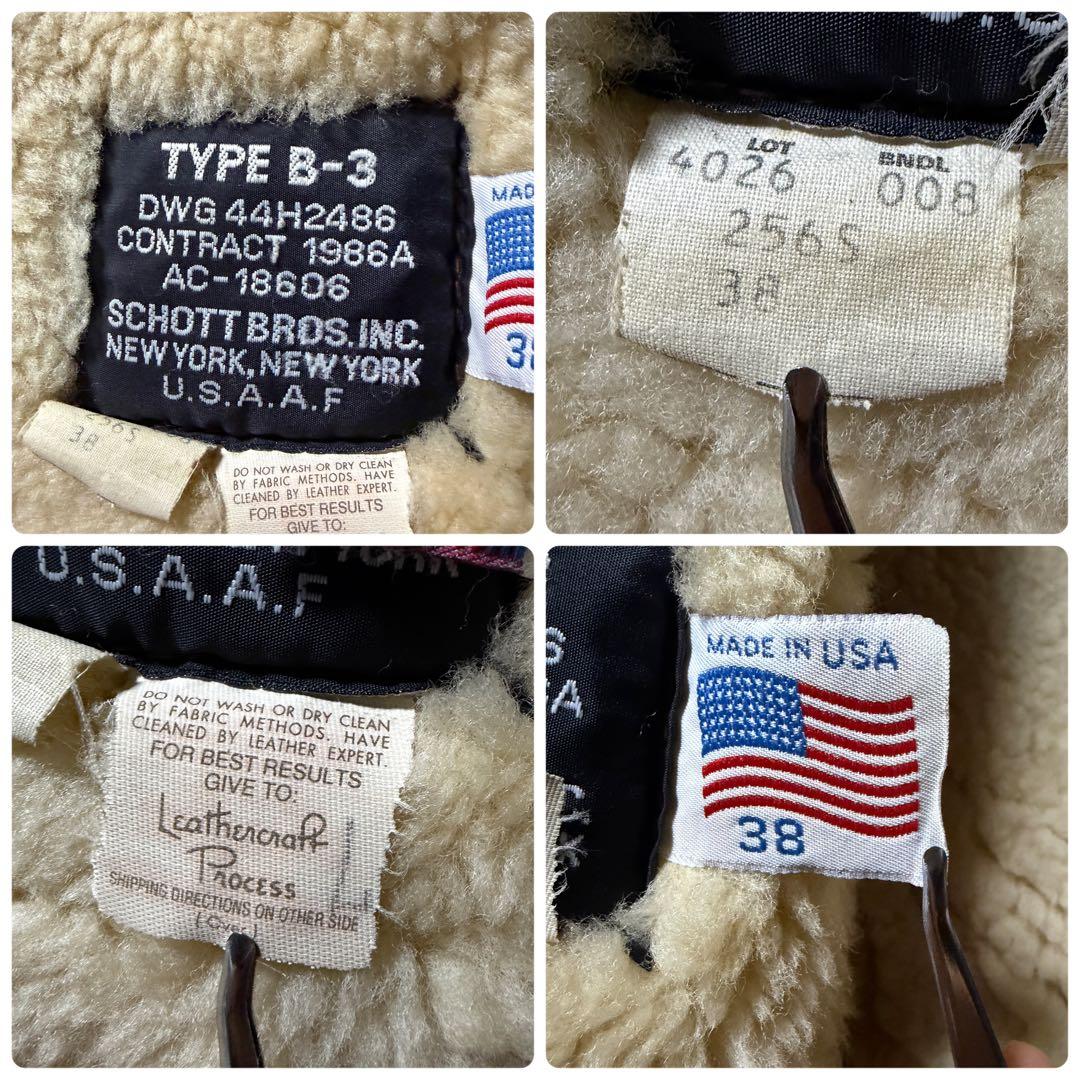 TYPE B-3
DWG 44H2486
CONTRACT 1986A
AC-18606
SCHOTT BROS. INC.
NEW YORK, NEW YORK
U.S.A.A.F
MAD
38
2565
38
DO NOT WASH OR DRY CLEAN
BY FABRIC METHODS. HAVE
CLEANED BY LEATHER EXPERT.
FOR BEST RESULTS
GIVE TO:
LOT BNDL
4026 008
2565
38
U.S.A.A.F
DO NOT WASH OR DRY CLEAN
BY FABRIC METHODS. HAVE
CLEANED BY LEATHER EXPERT.
FOR BEST RESULTS
GIVE TO:
Leathercraft
Process
SHIPPING DIRECTIONS ON OTHER SIDE
MADE IN USA
38